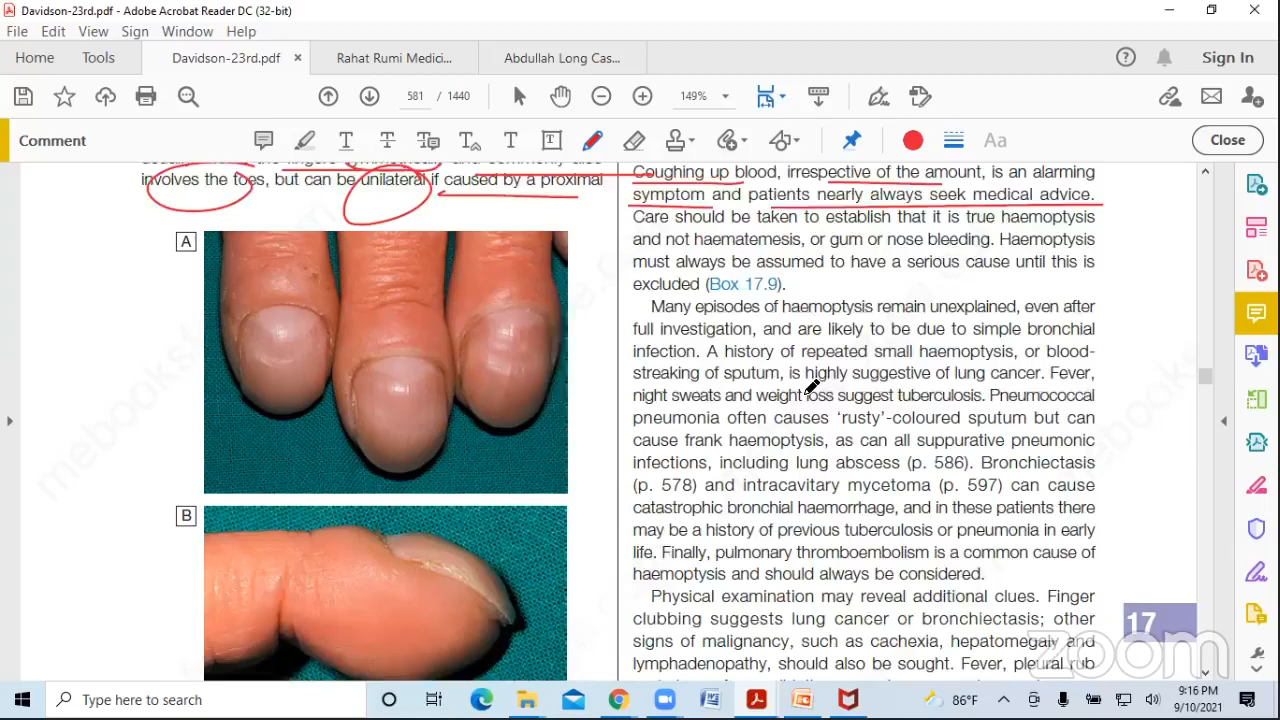 Davidson-23rd.pdf - Adobe Acrobat Reader DC (32-bit)
File Edit View Sign Window Help
Home Tools Davidson-23rd.pdf × Rahat Rumi Medici... Abdullah Long Cas... Sign In
581 / 1440 149%
Comment Aa Close
the fingers symmetrically and commonly also
involves the toes, but can be unilateral if caused by a proximal
A
B
Coughing up blood, irrespective of the amount, is an alarming
symptom and patients nearly always seek medical advice.
Care should be taken to establish that it is true haemoptysis
and not haematemesis, or gum or nose bleeding. Haemoptysis
must always be assumed to have a serious cause until this is
excluded (Box 17.9).
Many episodes of haemoptysis remain unexplained, even after
full investigation, and are likely to be due to simple bronchial
infection. A history of repeated small haemoptysis, or blood-
streaking of sputum, is highly suggestive of lung cancer. Fever,
night sweats and weight loss suggest tuberculosis. Pneumococcal
pneumonia often causes ‘rusty’-coloured sputum but can
cause frank haemoptysis, as can all suppurative pneumonic
infections, including lung abscess (p. 586). Bronchiectasis
(p. 578) and intracavitary mycetoma (p. 597) can cause
catastrophic bronchial haemorrhage, and in these patients there
may be a history of previous tuberculosis or pneumonia in early
life. Finally, pulmonary thromboembolism is a common cause of
haemoptysis and should always be considered.
Physical examination may reveal additional clues. Finger
clubbing suggests lung cancer or bronchiectasis; other
signs of malignancy, such as cachexia, hepatomegaly and
lymphadenopathy, should also be sought. Fever, pleural rub
17
zoom
Type here to search
86°F
9:16 PM
9/10/2021